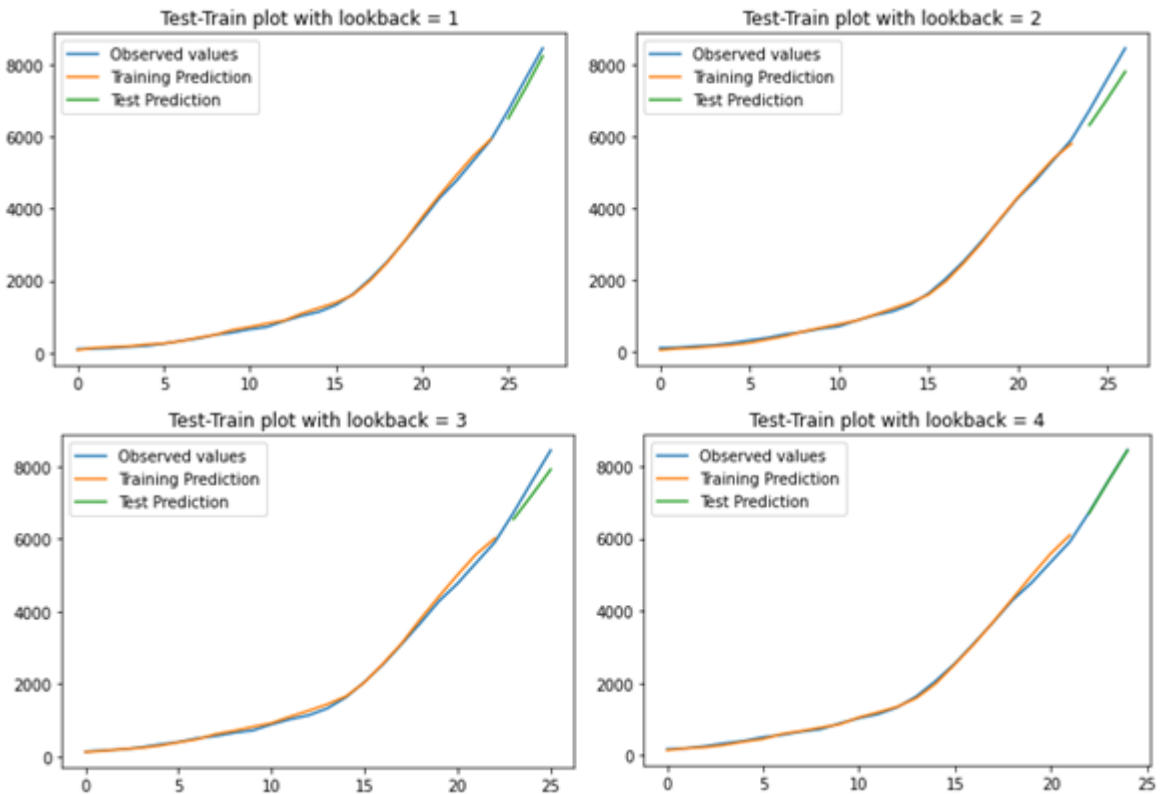 Test-Train plot with lookback = 1
Observed values
Training Prediction
Test Prediction
8000
6000
4000
2000
0
0 5 10 15 20 25
Test-Train plot with lookback = 2
Observed values
Training Prediction
Test Prediction
8000
6000
4000
2000
0
0 5 10 15 20 25
Test-Train plot with lookback = 3
Observed values
Training Prediction
Test Prediction
8000
6000
4000
2000
0
0 5 10 15 20 25
Test-Train plot with lookback = 4
Observed values
Training Prediction
Test Prediction
8000
6000
4000
2000
0
0 5 10 15 20 25